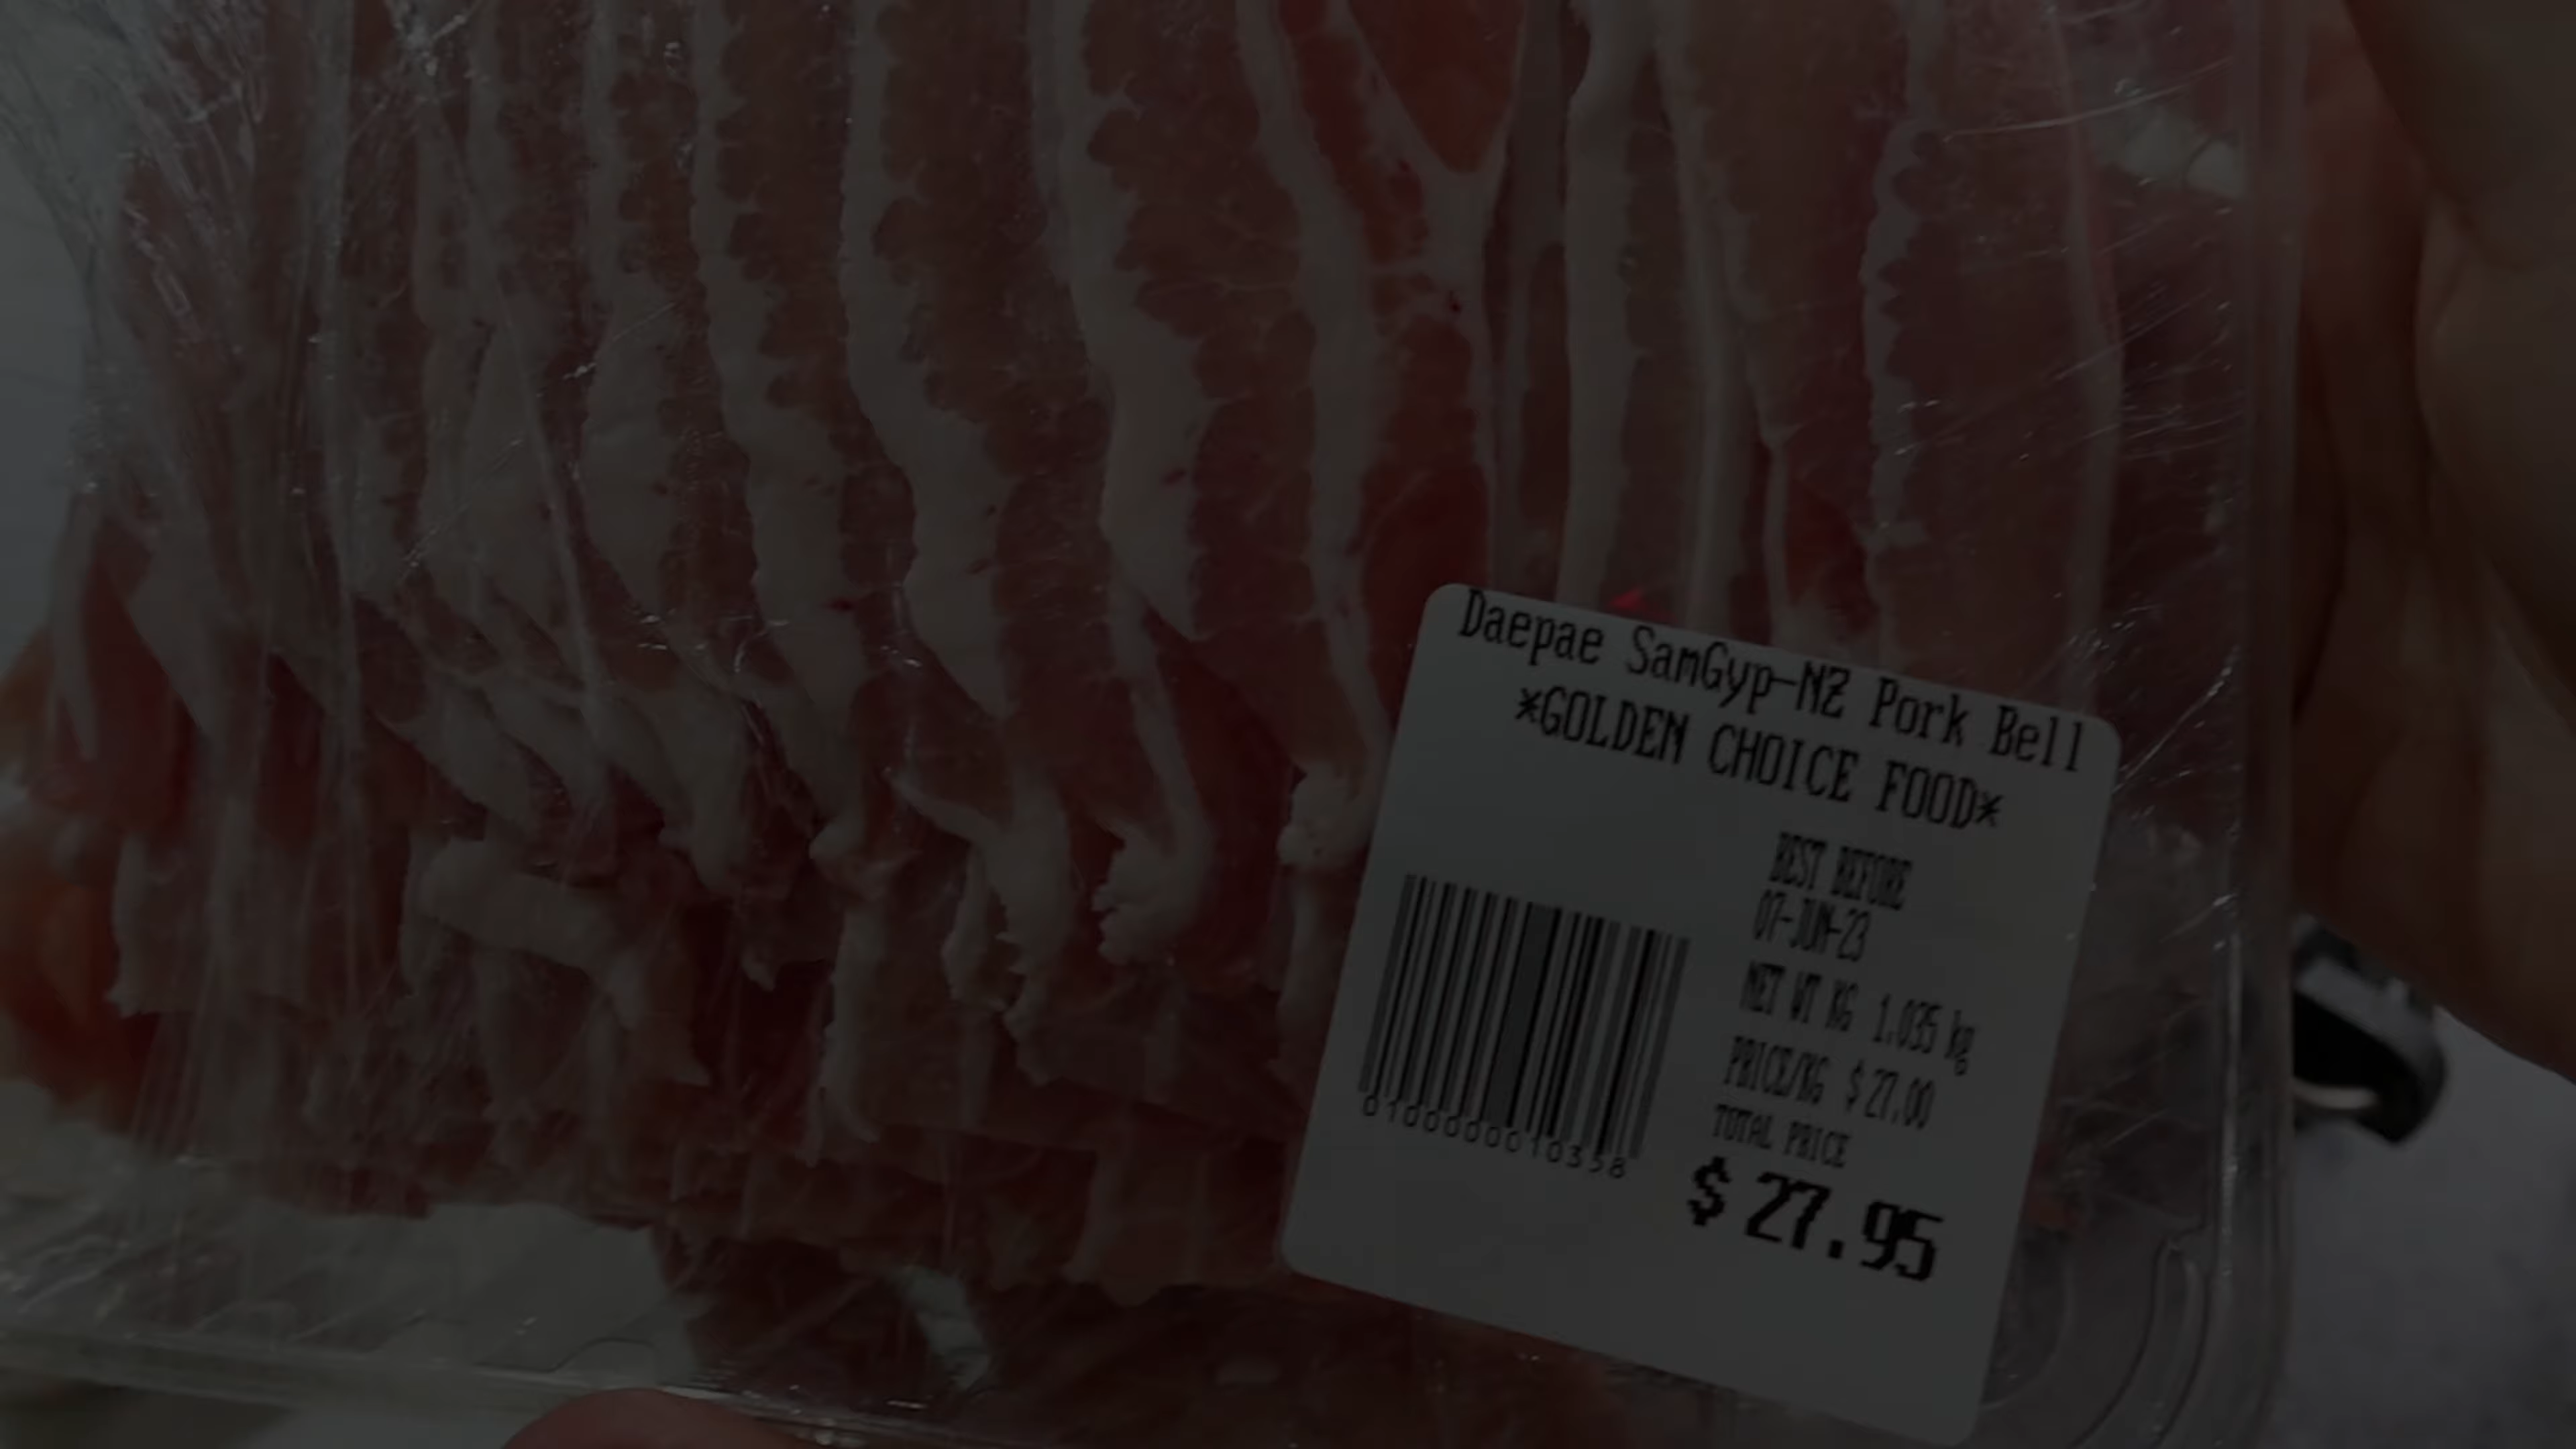 Daepae SamGyp-NZ Pork Bell
*GOLDEN CHOICE FOOD*
BEST BEFORE
07-JUN-23
NET WT KG 1.035 kg
PRICE/KG $ 27.00
TOTAL PRICE
$ 27.95
0100000010358